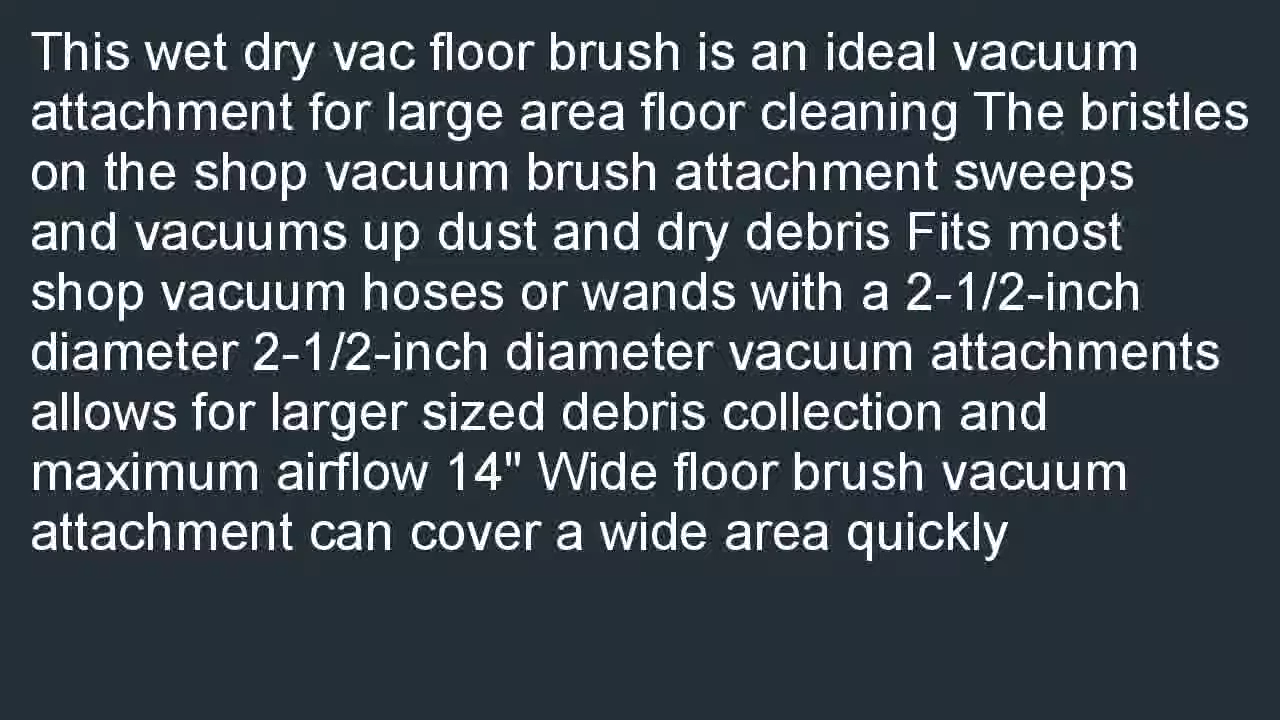 This wet dry vac floor brush is an ideal vacuum
attachment for large area floor cleaning The bristles
on the shop vacuum brush attachment sweeps
and vacuums up dust and dry debris Fits most
shop vacuum hoses or wands with a 2-1/2-inch
diameter 2-1/2-inch diameter vacuum attachments
allows for larger sized debris collection and
maximum airflow 14" Wide floor brush vacuum
attachment can cover a wide area quickly